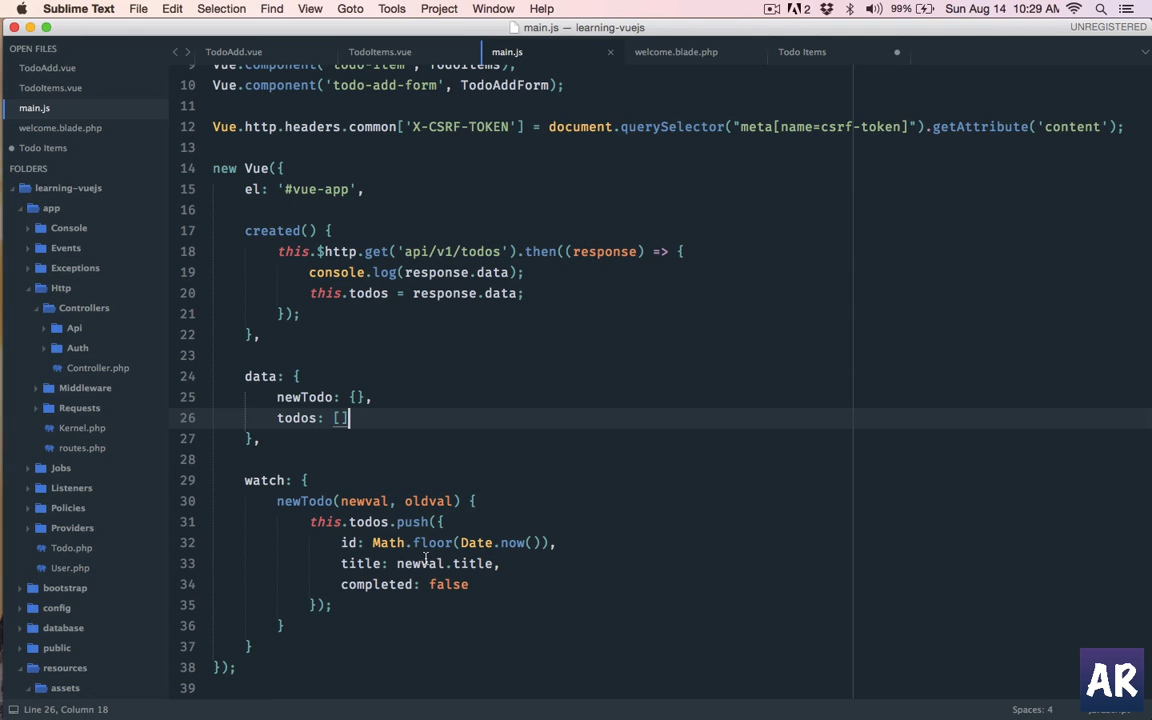 Sublime Text File Edit Selection Find View Goto Tools Project Window Help 2 99% Sun Aug 14 10:29 AM
main.js — learning-vuejs UNREGISTERED
OPEN FILES
TodoAdd.vue
TodoItems.vue
main.js
welcome.blade.php
Todo Items
FOLDERS
learning-vuejs
app
Console
Events
Exceptions
Http
Controllers
Api
Auth
Controller.php
Middleware
Requests
Kernel.php
routes.php
Jobs
Listeners
Policies
Providers
Todo.php
User.php
bootstrap
config
database
public
resources
assets
TodoAdd.vue TodoItems.vue main.js × welcome.blade.php Todo Items
9 Vue.component('todo-item', TodoItems);
10 Vue.component('todo-add-form', TodoAddForm);
11
12 Vue.http.headers.common['X-CSRF-TOKEN'] = document.querySelector("meta[name=csrf-token]").getAttribute('content');
13
14 new Vue({
15 el: '#vue-app',
16
17 created() {
18 this.$http.get('api/v1/todos').then((response) => {
19 console.log(response.data);
20 this.todos = response.data;
21 });
22 },
23
24 data: {
25 newTodo: {},
26 todos: []
27 },
28
29 watch: {
30 newTodo(newval, oldval) {
31 this.todos.push({
32 id: Math.floor(Date.now()),
33 title: newval.title,
34 completed: false
35 });
36 }
37 }
38 });
39
AR
Line 26, Column 18 Spaces: 4 JavaScript